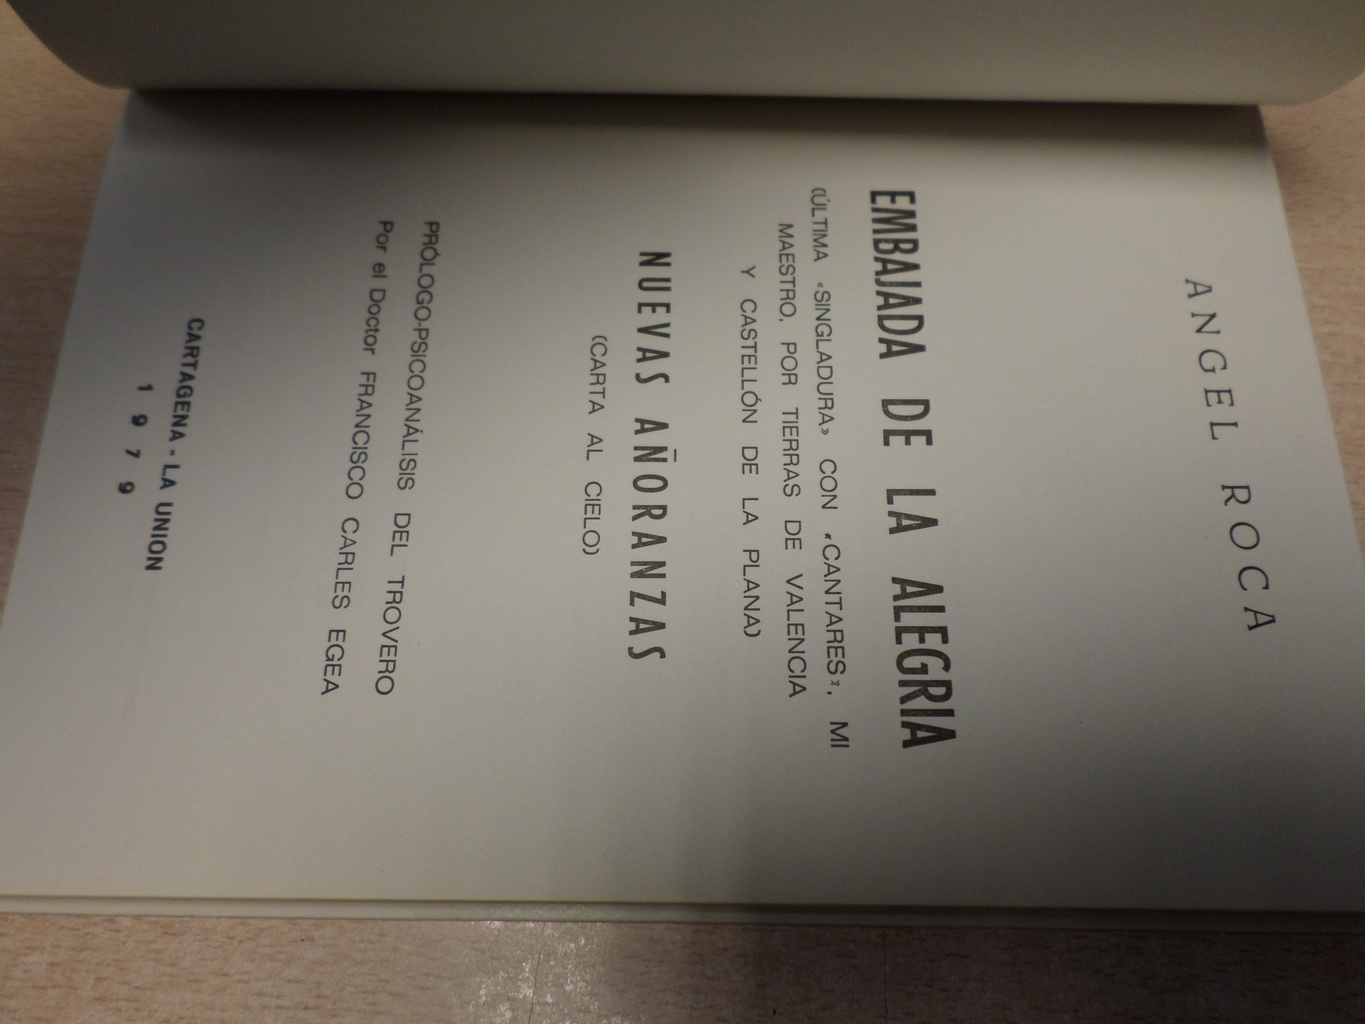 ANGEL ROCA
EMBAJADA DE LA ALEGRIA
(ÚLTIMA «SINGLADURA» CON «CANTARES», MI
MAESTRO, POR TIERRAS DE VALENCIA
Y CASTELLÓN DE LA PLANA)
NUEVAS AÑORANZAS
(CARTA AL CIELO)
PRÓLOGO-PSICOANÁLISIS DEL TROVERO
Por el Doctor FRANCISCO CARLES EGEA
CARTAGENA - LA UNION
1979